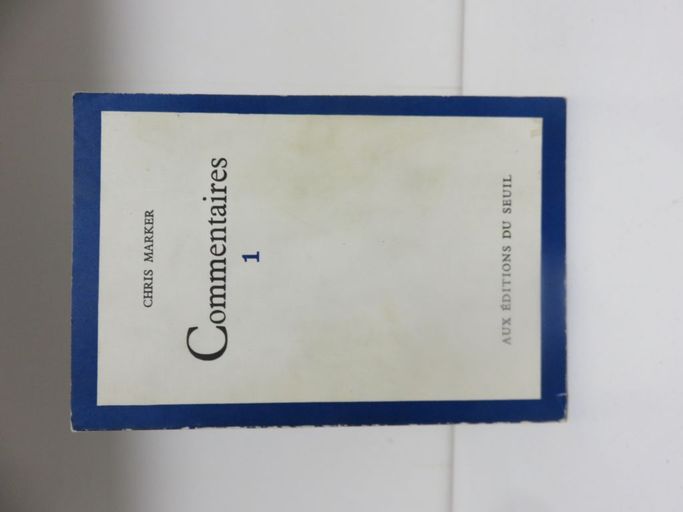 CHRIS MARKER
Commentaires
1
AUX ÉDITIONS DU SEUIL